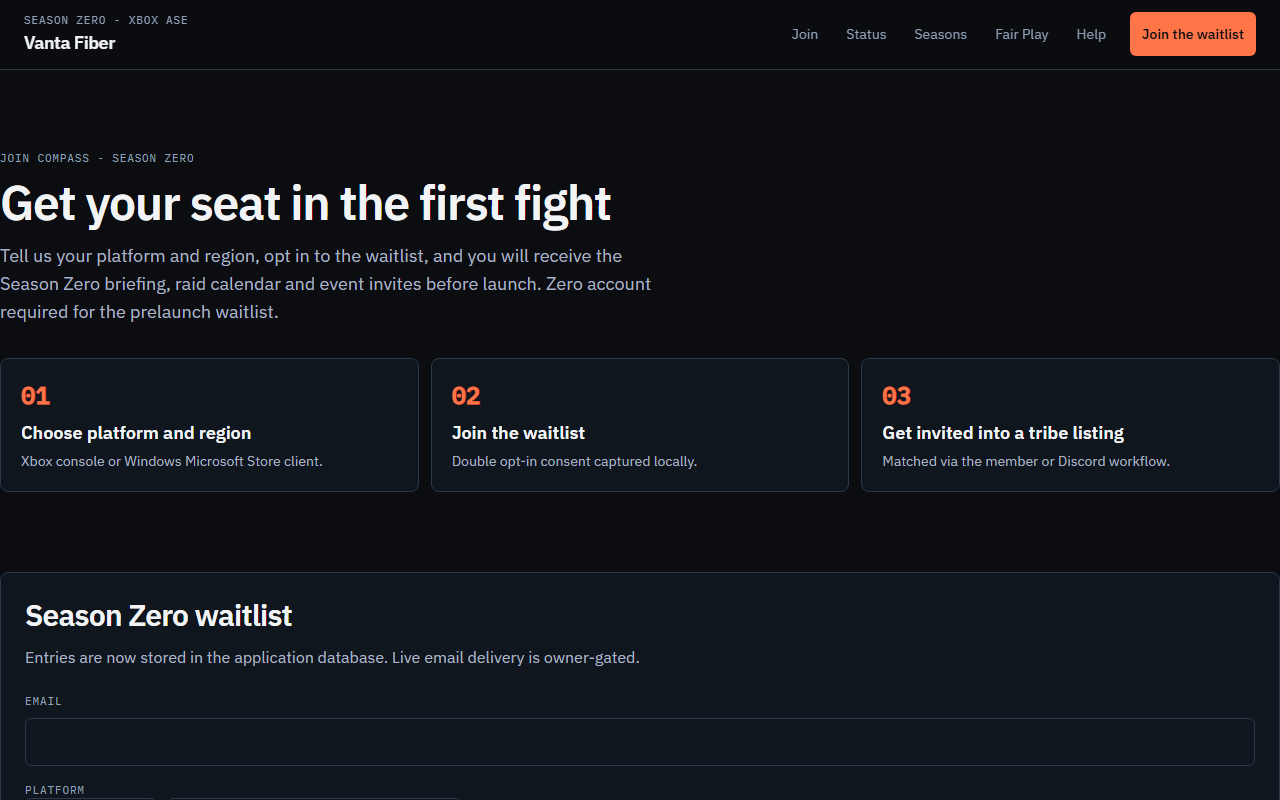 SEASON ZERO - XBOX ASE
Vanta Fiber
Join
Status
Seasons
Fair Play
Help
Join the waitlist
JOIN COMPASS - SEASON ZERO
Get your seat in the first fight
Tell us your platform and region, opt in to the waitlist, and you will receive the
Season Zero briefing, raid calendar and event invites before launch. Zero account
required for the prelaunch waitlist.
01
Choose platform and region
Xbox console or Windows Microsoft Store client.
02
Join the waitlist
Double opt-in consent captured locally.
03
Get invited into a tribe listing
Matched via the member or Discord workflow.
Season Zero waitlist
Entries are now stored in the application database. Live email delivery is owner-gated.
EMAIL
PLATFORM